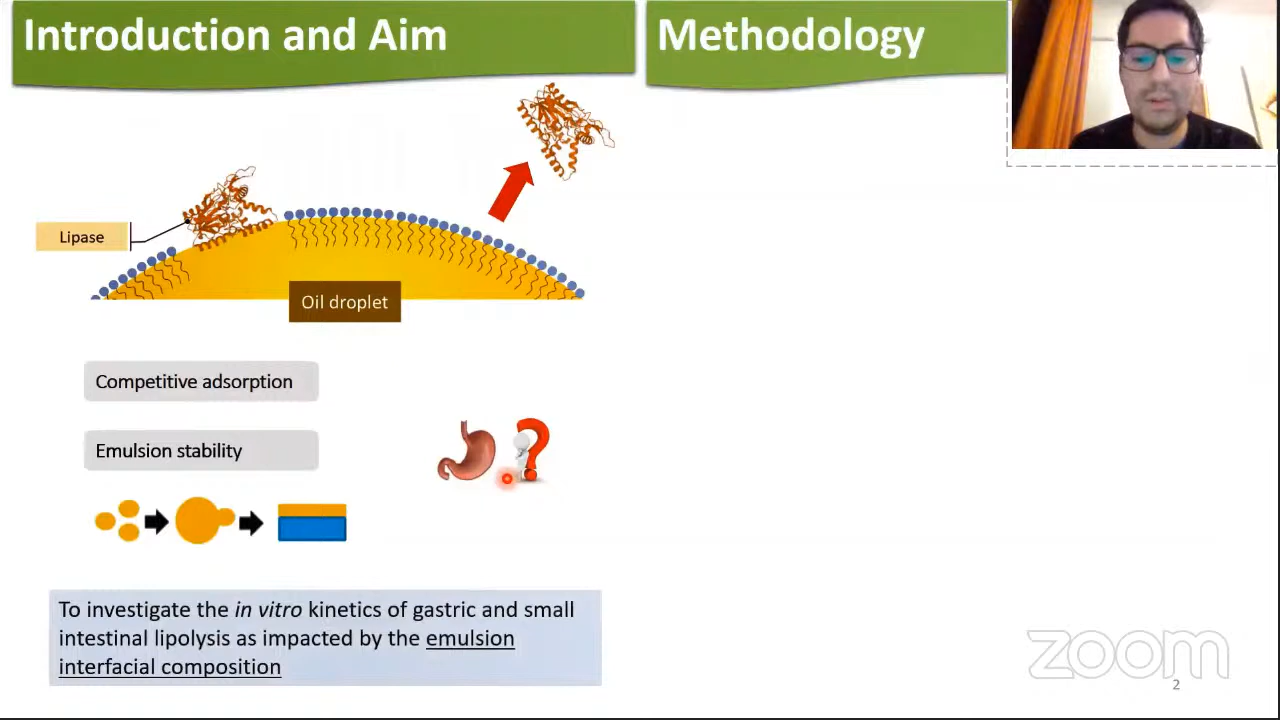 Introduction and Aim
Methodology
Lipase
Oil droplet
Competitive adsorption
Emulsion stability
To investigate the in vitro kinetics of gastric and small
intestinal lipolysis as impacted by the emulsion
interfacial composition
zoom
2